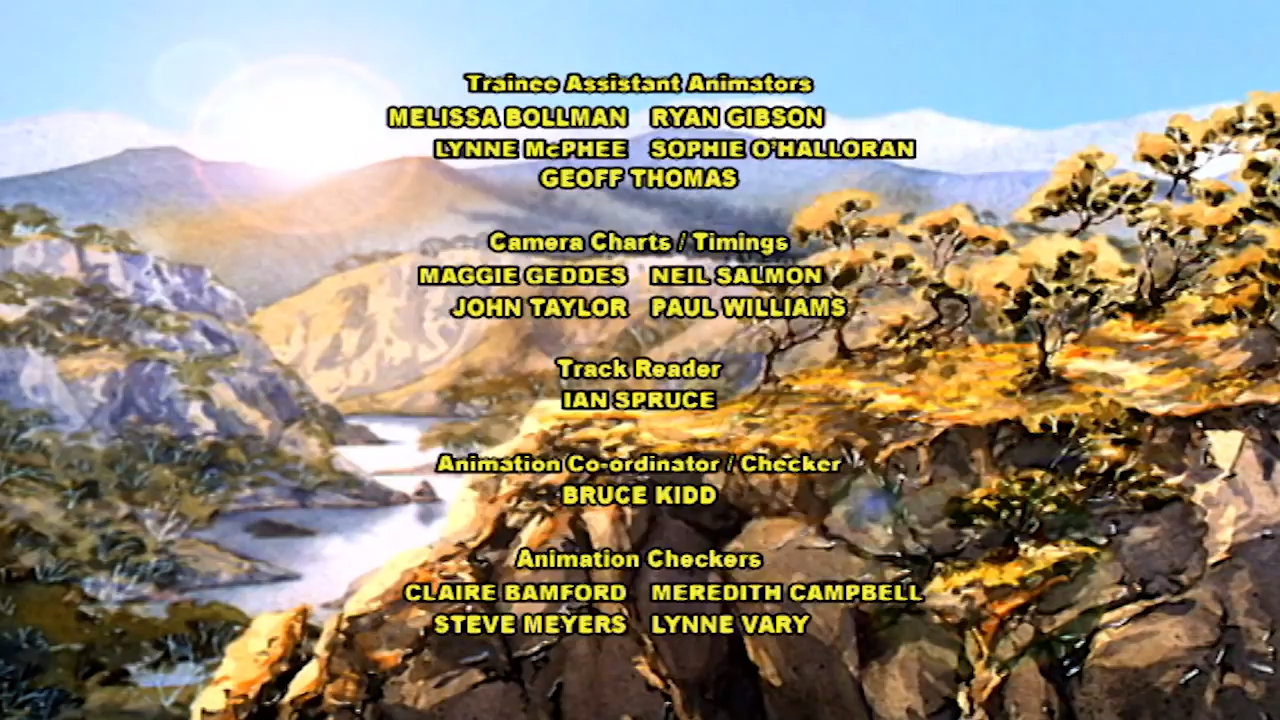 Trainee Assistant Animators
MELISSA BOLLMAN RYAN GIBSON
LYNNE McPHEE SOPHIE O'HALLORAN
GEOFF THOMAS
Camera Charts / Timings
MAGGIE GEDDES NEIL SALMON
JOHN TAYLOR PAUL WILLIAMS
Track Reader
IAN SPRUCE
Animation Co-ordinator / Checker
BRUCE KIDD
Animation Checkers
CLAIRE BAMFORD MEREDITH CAMPBELL
STEVE MEYERS LYNNE VARY